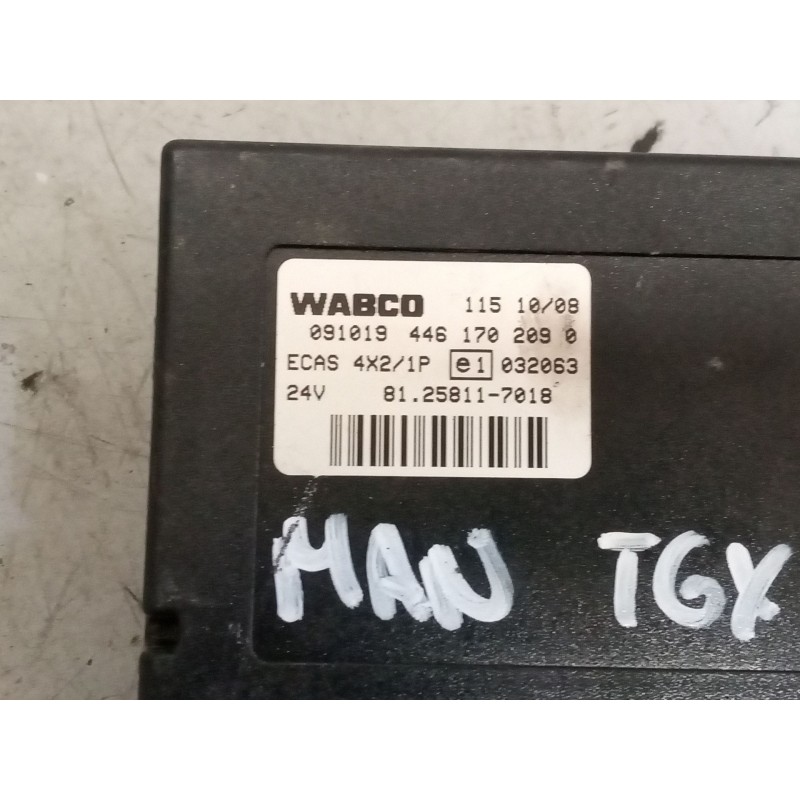 WABCO 115 10/08
091019 446 170 209 0
ECAS 4X2/1P e1 032063
24V 81.25811-7018
MAN TGX